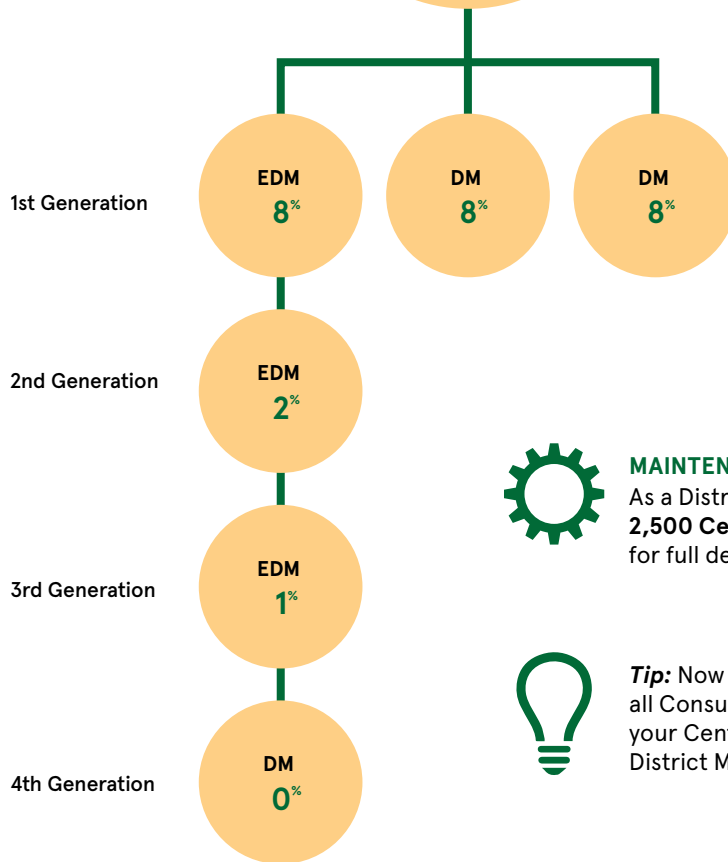 1st Generation
EDM
8%
DM
8%
DM
8%
2nd Generation
EDM
2%
3rd Generation
EDM
1%
4th Generation
DM
0%
MAINTEN
As a Distr
2,500 Ce
for full de
Tip: Now
all Consu
your Cent
District M